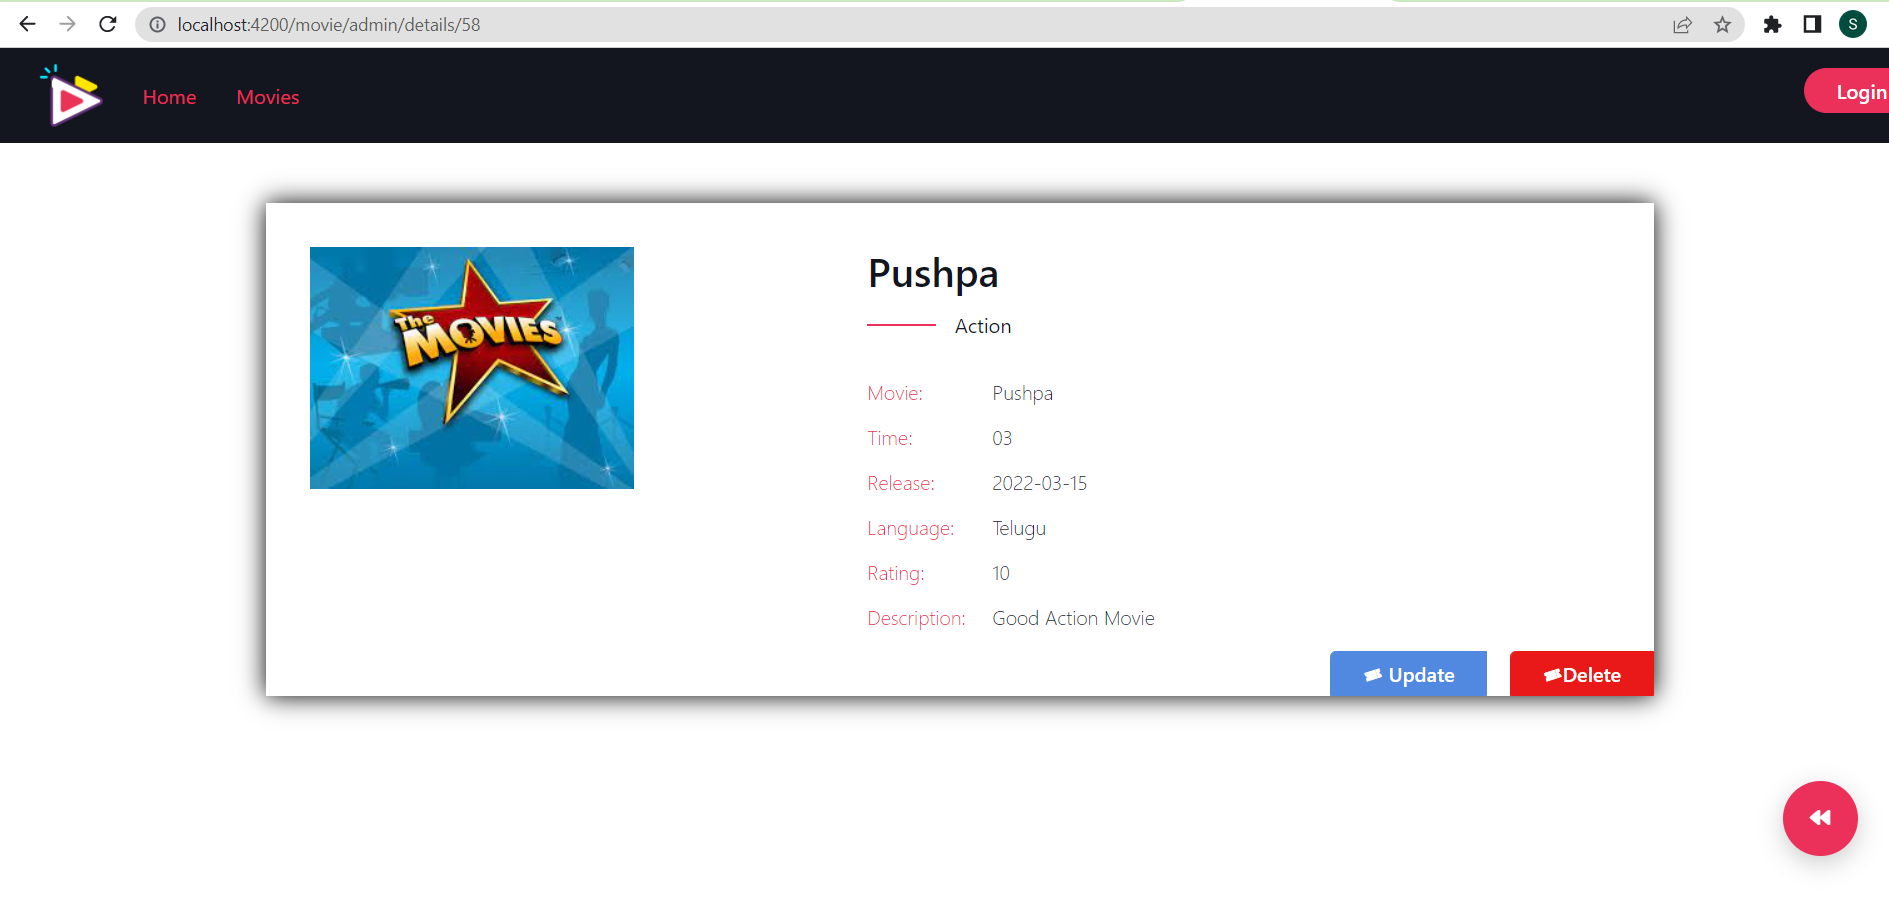 localhost:4200/movie/admin/details/58
S
Home Movies
Login
The
MOVIES
Pushpa
Action
Movie: Pushpa
Time: 03
Release: 2022-03-15
Language: Telugu
Rating: 10
Description: Good Action Movie
Update Delete